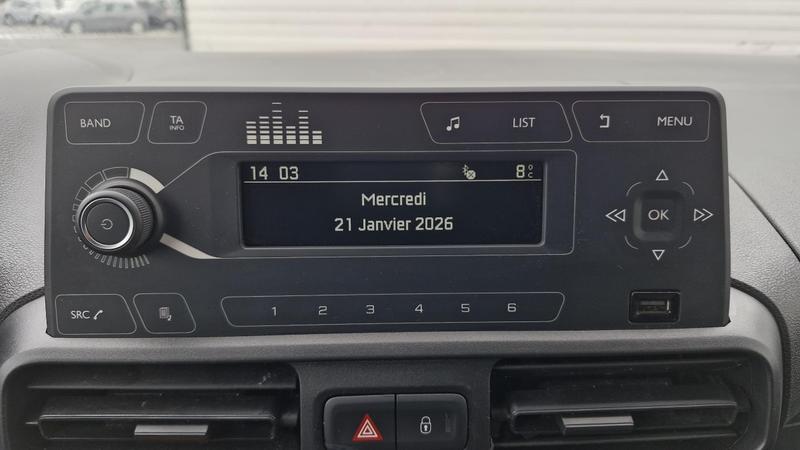 BAND
TA
INFO
LIST
MENU
14 03
8°C
Mercredi
21 Janvier 2026
OK
SRC
1 2 3 4 5 6